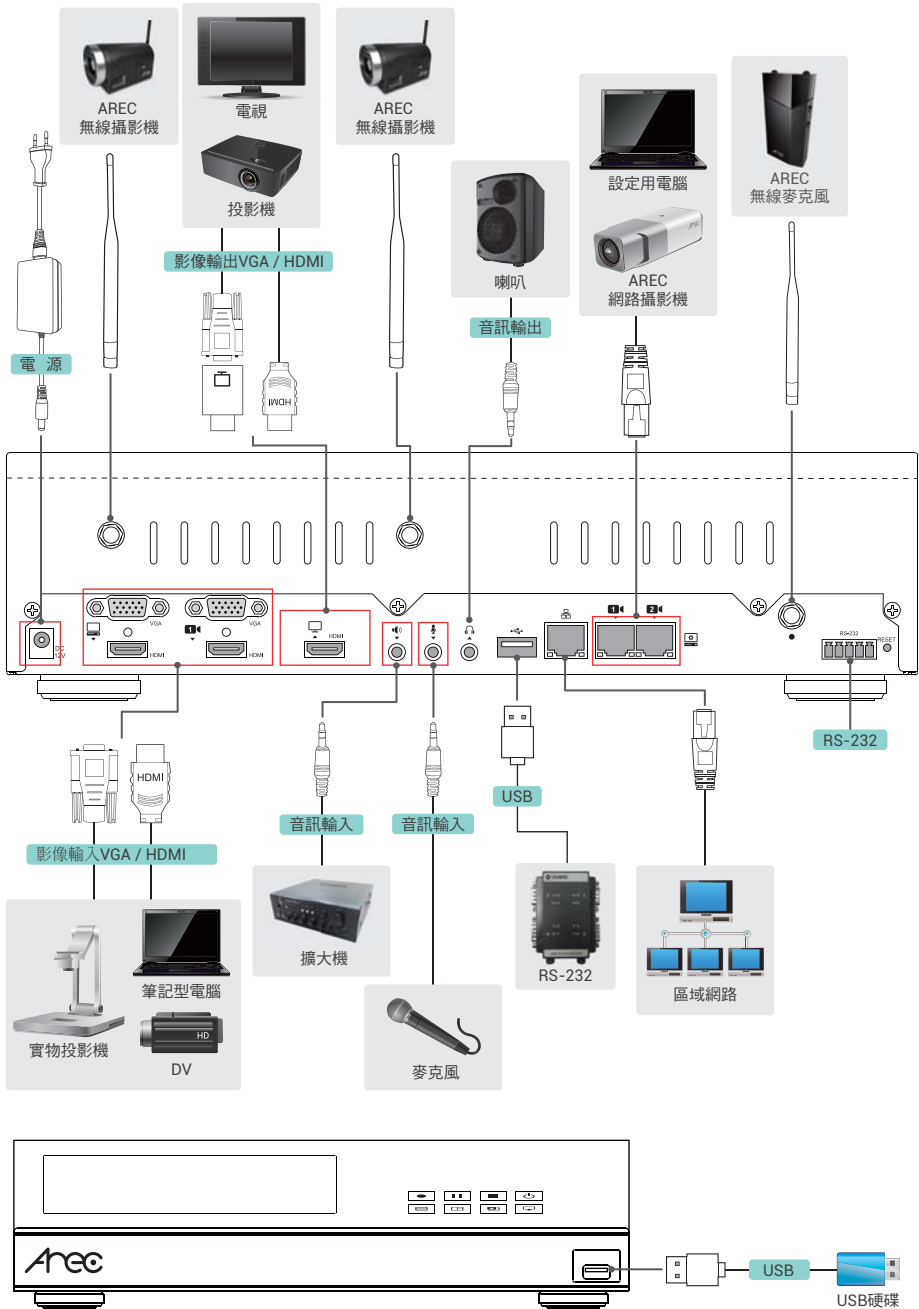 AREC
無線攝影機
電視
投影機
AREC
無線攝影機
設定用電腦
AREC
網路攝影機
AREC
無線麥克風
喇叭
影像輸出VGA / HDMI
音訊輸出
電 源
HDMI
VGA
VGA
DC
12V
HDMI
1
HDMI
HDMI
1
2
RS-232
RESET
RS-232
HDMI
USB
音訊輸入
音訊輸入
影像輸入VGA / HDMI
擴大機
RS-232
區域網路
筆記型電腦
實物投影機
HD
DV
麥克風
Arec
USB
USB硬碟